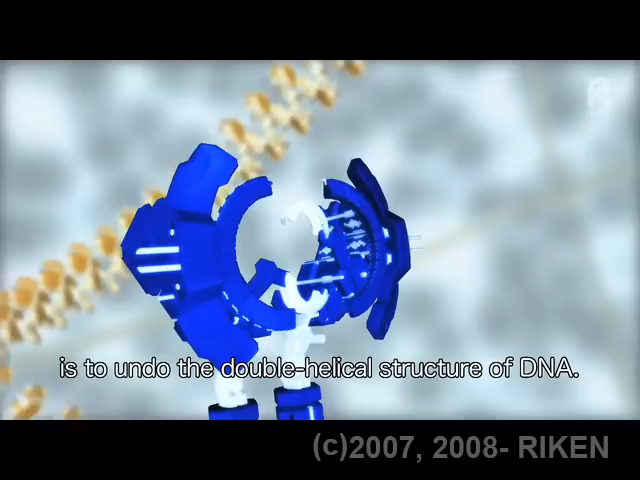 is to undo the double-helical structure of DNA.
(c)2007, 2008- RIKEN